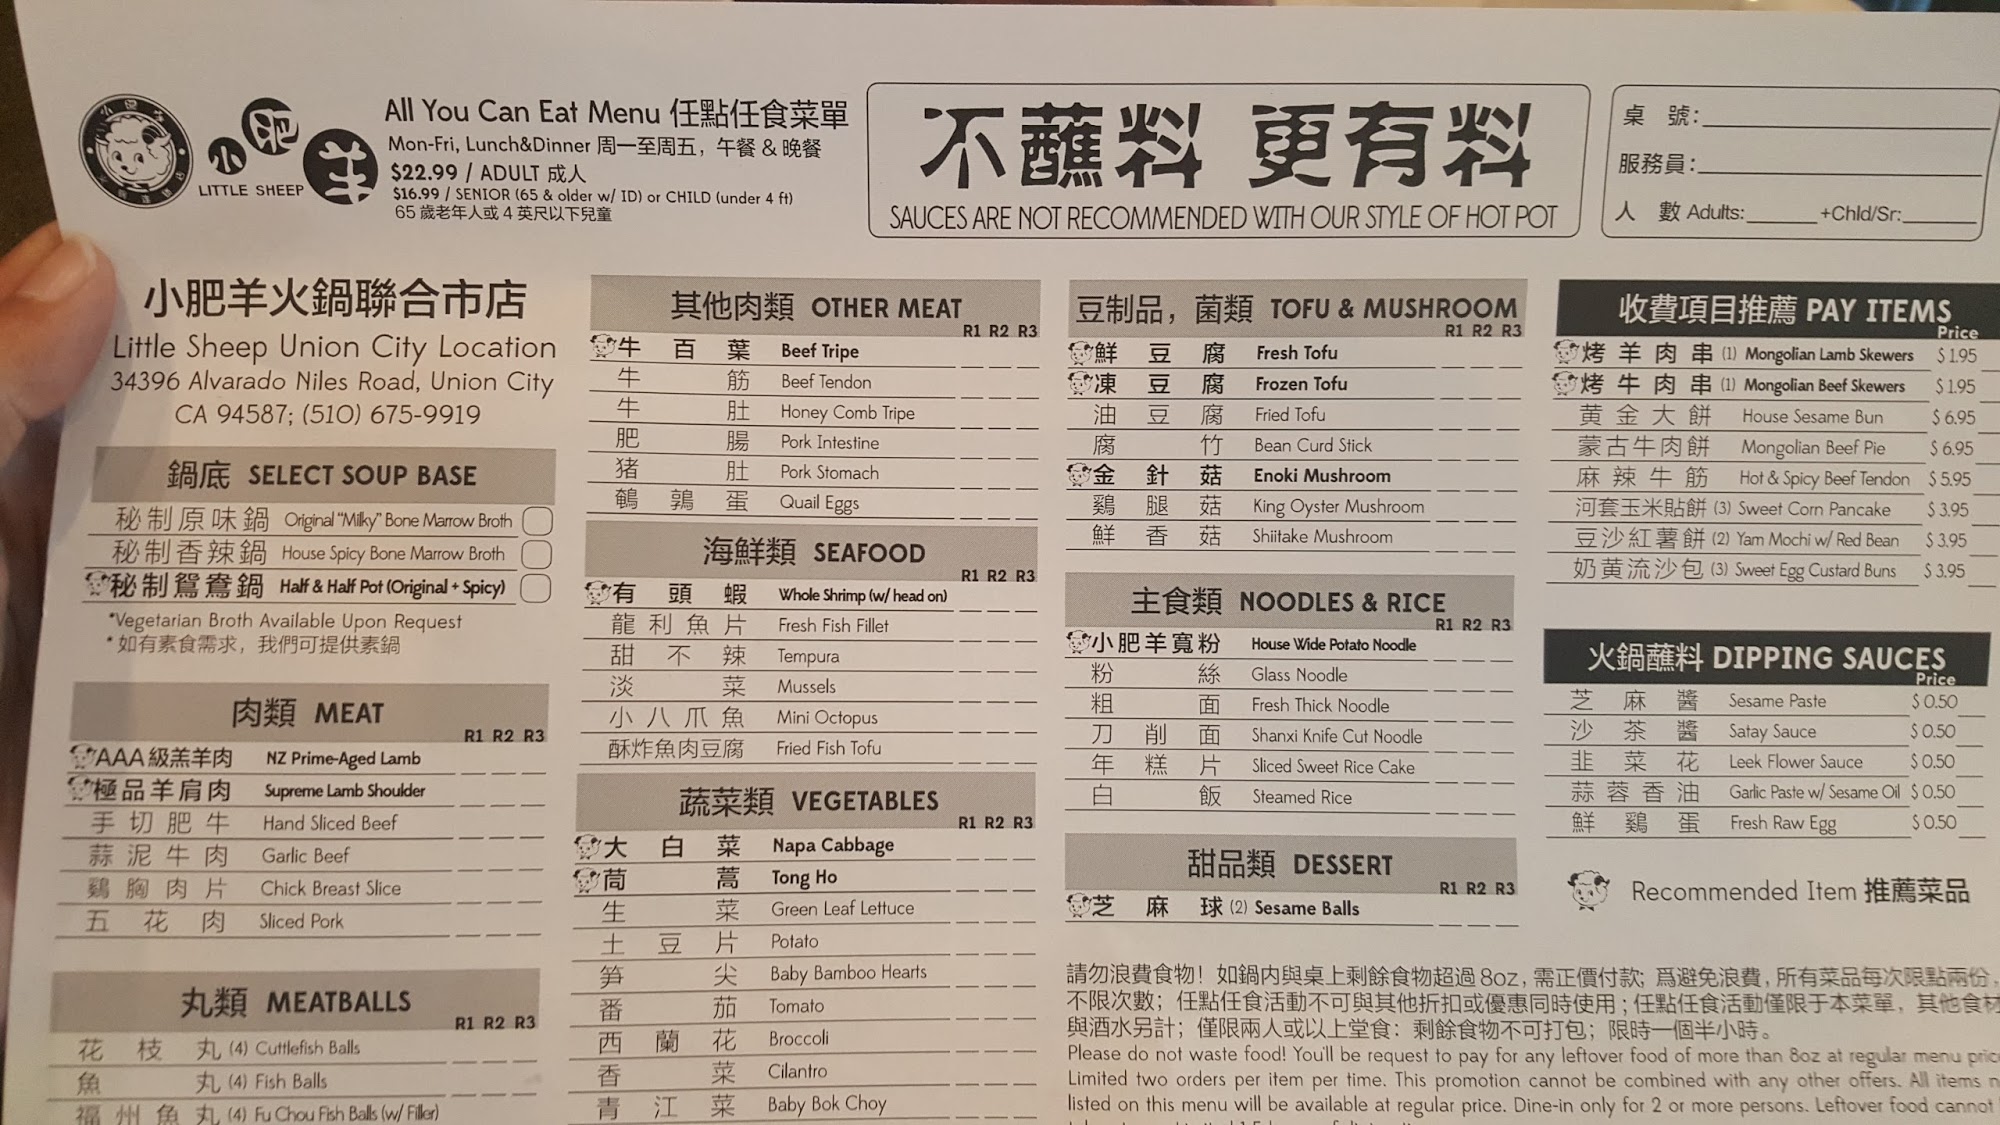 小肥羊
LITTLE SHEEP
All You Can Eat Menu 任點任食菜單
Mon-Fri, Lunch&Dinner 周一至周五，午餐 & 晚餐
$22.99 / ADULT 成人
$16.99 / SENIOR (65 & older w/ ID) or CHILD (under 4 ft)
65 歲老年人或 4 英尺以下兒童
不蘸料 更有料
SAUCES ARE NOT RECOMMENDED WITH OUR STYLE OF HOT POT
桌 號:
服務員:
人 數 Adults: +Chld/Sr:
小肥羊火鍋聯合市店
Little Sheep Union City Location
34396 Alvarado Niles Road, Union City
CA 94587; (510) 675-9919
鍋底 SELECT SOUP BASE
秘制原味鍋 Original "Milky" Bone Marrow Broth
秘制香辣鍋 House Spicy Bone Marrow Broth
秘制鴛鴦鍋 Half & Half Pot (Original + Spicy)
*Vegetarian Broth Available Upon Request
* 如有素食需求，我們可提供素鍋
肉類 MEAT
R1 R2 R3
AAA級羔羊肉 NZ Prime-Aged Lamb
極品羊肩肉 Supreme Lamb Shoulder
手切肥牛 Hand Sliced Beef
蒜泥牛肉 Garlic Beef
鷄胸肉片 Chick Breast Slice
五花肉 Sliced Pork
丸類 MEATBALLS
R1 R2 R3
花枝丸 (4) Cuttlefish Balls
魚丸 (4) Fish Balls
福州魚丸 (4) Fu Chou Fish Balls (w/ Filler)
其他肉類 OTHER MEAT
R1 R2 R3
牛百葉 Beef Tripe
牛筋 Beef Tendon
牛肚 Honey Comb Tripe
肥腸 Pork Intestine
猪肚 Pork Stomach
鵪鶉蛋 Quail Eggs
海鮮類 SEAFOOD
R1 R2 R3
有頭蝦 Whole Shrimp (w/ head on)
龍利魚片 Fresh Fish Fillet
甜不辣 Tempura
淡菜 Mussels
小八爪魚 Mini Octopus
酥炸魚肉豆腐 Fried Fish Tofu
蔬菜類 VEGETABLES
R1 R2 R3
大白菜 Napa Cabbage
茼蒿 Tong Ho
生菜 Green Leaf Lettuce
土豆片 Potato
笋尖 Baby Bamboo Hearts
番茄 Tomato
西蘭花 Broccoli
香菜 Cilantro
青江菜 Baby Bok Choy
豆制品，菌類 TOFU & MUSHROOM
R1 R2 R3
鮮豆腐 Fresh Tofu
凍豆腐 Frozen Tofu
油豆腐 Fried Tofu
腐竹 Bean Curd Stick
金針菇 Enoki Mushroom
鷄腿菇 King Oyster Mushroom
鮮香菇 Shiitake Mushroom
主食類 NOODLES & RICE
R1 R2 R3
小肥羊寬粉 House Wide Potato Noodle
粉絲 Glass Noodle
粗面 Fresh Thick Noodle
刀削面 Shanxi Knife Cut Noodle
年糕片 Sliced Sweet Rice Cake
白飯 Steamed Rice
甜品類 DESSERT
R1 R2 R3
芝麻球 (2) Sesame Balls
收費項目推薦 PAY ITEMS
Price
烤羊肉串 (1) Mongolian Lamb Skewers $1.95
烤牛肉串 (1) Mongolian Beef Skewers $1.95
黄金大餅 House Sesame Bun $6.95
蒙古牛肉餅 Mongolian Beef Pie $6.95
麻辣牛筋 Hot & Spicy Beef Tendon $5.95
河套玉米貼餅 (3) Sweet Corn Pancake $3.95
豆沙紅薯餅 (2) Yam Mochi w/ Red Bean $3.95
奶黄流沙包 (3) Sweet Egg Custard Buns $3.95
火鍋蘸料 DIPPING SAUCES
Price
芝麻醬 Sesame Paste $0.50
沙茶醬 Satay Sauce $0.50
韭菜花 Leek Flower Sauce $0.50
蒜蓉香油 Garlic Paste w/ Sesame Oil $0.50
鮮鷄蛋 Fresh Raw Egg $0.50
Recommended Item 推薦菜品
請勿浪費食物！如鍋内與桌上剩餘食物超過 8oz，需正價付款；爲避免浪費，所有菜品每次限點兩份，
不限次數；任點任食活動不可與其他折扣或優惠同時使用；任點任食活動僅限于本菜單，其他食材
與酒水另計；僅限兩人或以上堂食：剩餘食物不可打包；限時一個半小時。
Please do not waste food! You'll be request to pay for any leftover food of more than 8oz at regular menu
Limited two orders per item per time. This promotion cannot be combined with any other offers. All items
listed on this menu will be available at regular price. Dine-in only for 2 or more persons. Leftover food cannot